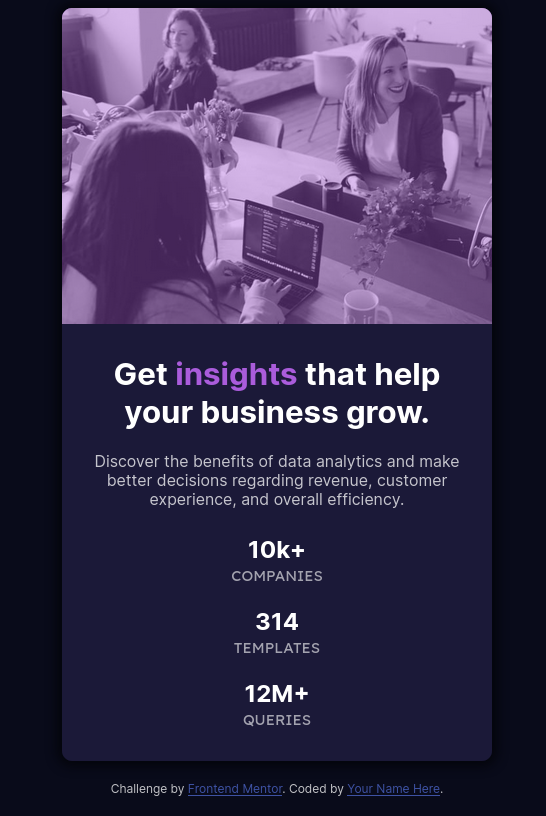 Get insights that help
your business grow.
Discover the benefits of data analytics and make
better decisions regarding revenue, customer
experience, and overall efficiency.
10k+
COMPANIES
314
TEMPLATES
12M+
QUERIES
Challenge by Frontend Mentor. Coded by Your Name Here.